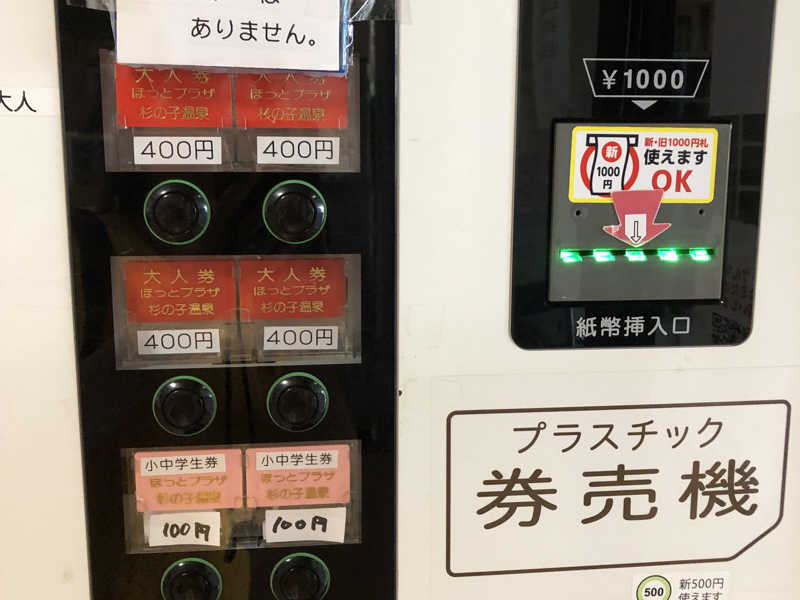 ありません。
大人
大人券 大人券
ほっとプラザ ほっとプラザ
杉の子温泉 杉の子温泉
400円 400円
大人券 大人券
ほっとプラザ ほっとプラザ
杉の子温泉 杉の子温泉
400円 400円
小中学生券 小中学生券
ほっとプラザ ほっとプラザ
杉の子温泉 杉の子温泉
100円 100円
¥1000
新・旧1000円札
使えます
OK
新
1000
円
紙幣挿入口
プラスチック
券売機
500
新500円
使えます